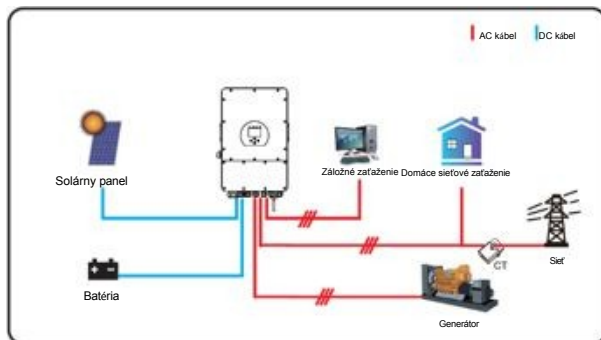 AC kábel DC kábel
Solárny panel
Záložné zaťaženie Domáce sieťové zaťaženie
CT
Sieť
Batéria
Generátor